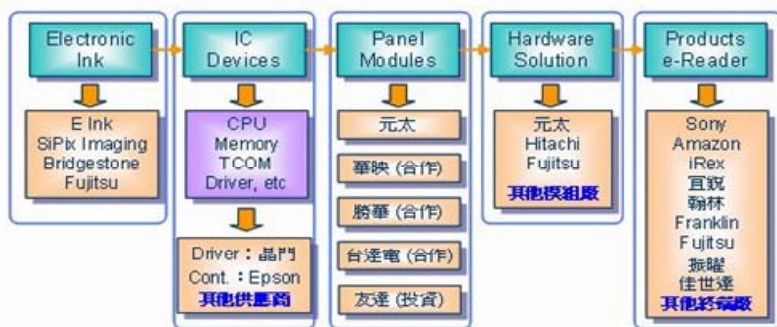 Electronic
Ink
IC
Devices
Panel
Modules
Hardware
Solution
Products
e-Reader
E Ink
SiPix Imaging
Bridgestone
Fujitsu
CPU
Memory
TCOM
Driver, etc
Driver：晶門
Cont.：Epson
其他供應商
元太
華映 (合作)
勝華 (合作)
台達電 (合作)
友達 (投資)
元太
Hitachi
Fujitsu
其他模組廠
Sony
Amazon
iRex
宜銳
翰林
Franklin
Fujitsu
振曜
佳世達
其他終端廠